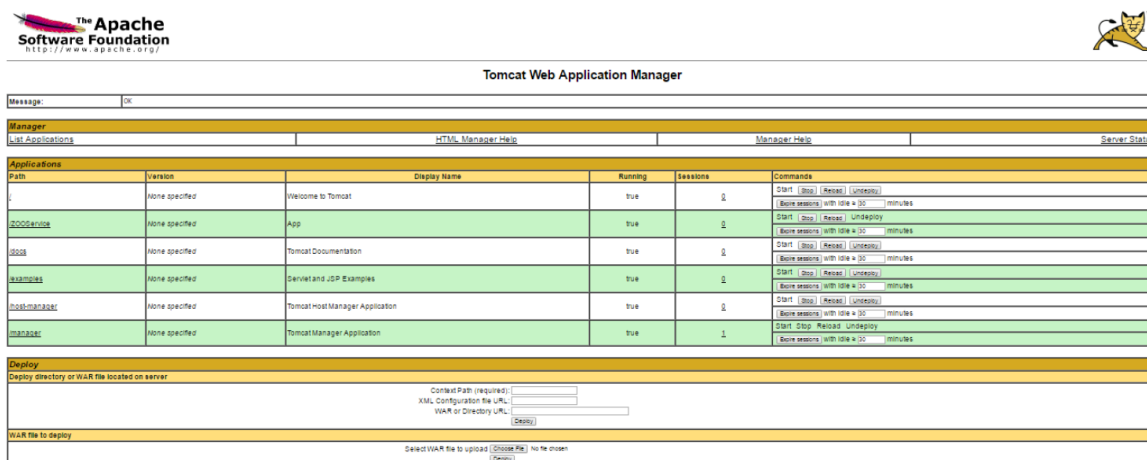 The Apache
Software Foundation
http://www.apache.org/
Tomcat Web Application Manager
Message: OK
Manager
List Applications HTML Manager Help Manager Help Server Stat
Applications
Path Version Display Name Running Sessions Commands
/ None specified Welcome to Tomcat true 0 Start Stop Reload Undeploy
Expire sessions with idle ≥ 30 minutes
/ZOOService None specified App true 0 Start Stop Reload Undeploy
Expire sessions with idle ≥ 30 minutes
/docs None specified Tomcat Documentation true 0 Start Stop Reload Undeploy
Expire sessions with idle ≥ 30 minutes
/examples None specified Servlet and JSP Examples true 0 Start Stop Reload Undeploy
Expire sessions with idle ≥ 30 minutes
/host-manager None specified Tomcat Host Manager Application true 0 Start Stop Reload Undeploy
Expire sessions with idle ≥ 30 minutes
/manager None specified Tomcat Manager Application true 1 Start Stop Reload Undeploy
Expire sessions with idle ≥ 30 minutes
Deploy
Deploy directory or WAR file located on server
Context Path (required):
XML Configuration file URL:
WAR or Directory URL:
Deploy
WAR file to deploy
Select WAR file to upload Choose File No file chosen
Deploy